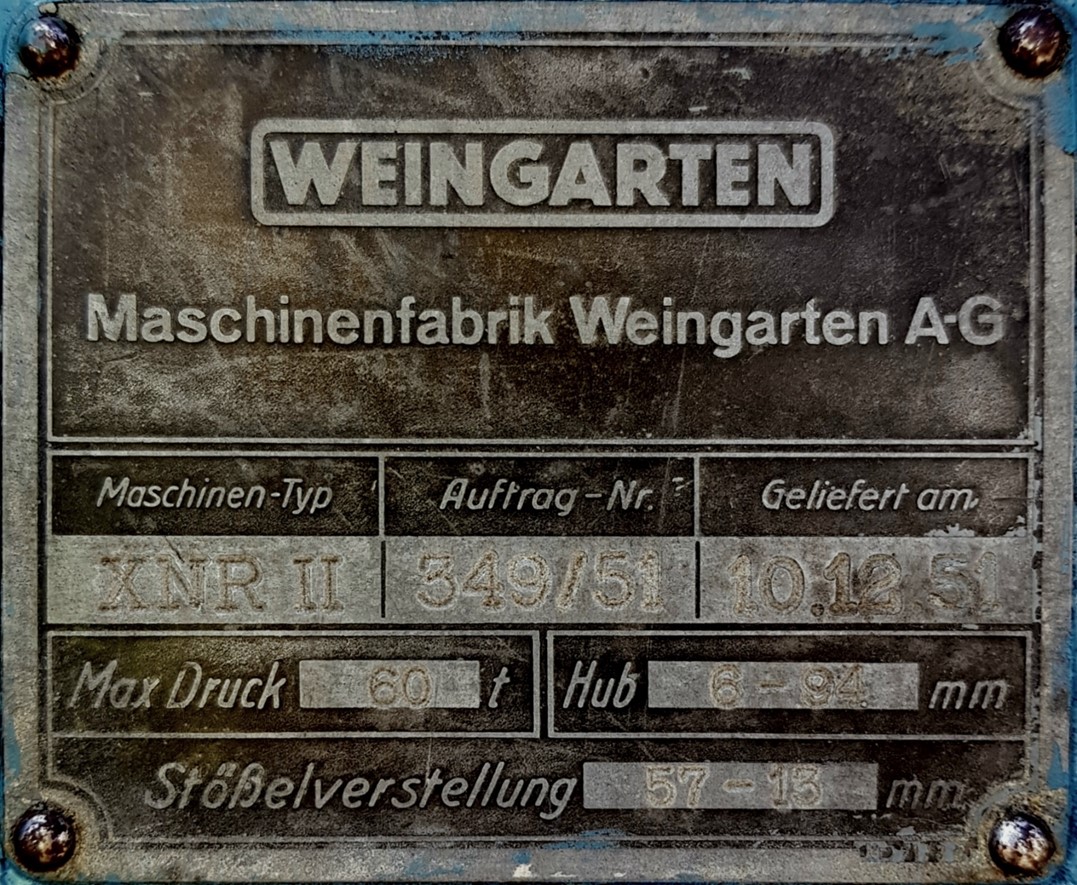 WEINGARTEN
Maschinenfabrik Weingarten A-G
Maschinen-Typ Auftrag-Nr. Geliefert am
XNR II 349/51 10.12.51
Max Druck 60 t Hub 6-94 mm
Stößelverstellung 57-13 mm